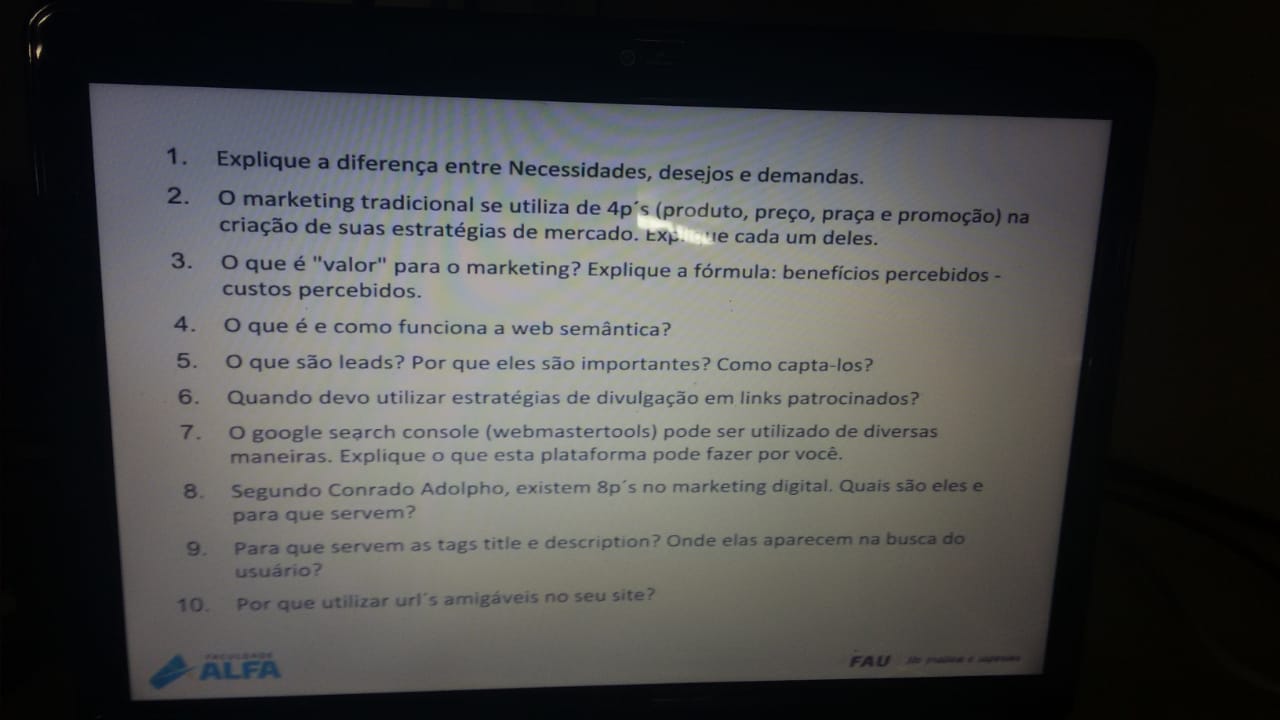 1. Explique a diferença entre Necessidades, desejos e demandas.
2. O marketing tradicional se utiliza de 4p´s (produto, preço, praça e promoção) na
criação de suas estratégias de mercado. Explique cada um deles.
3. O que é "valor" para o marketing? Explique a fórmula: benefícios percebidos -
custos percebidos.
4. O que é e como funciona a web semântica?
5. O que são leads? Por que eles são importantes? Como capta-los?
6. Quando devo utilizar estratégias de divulgação em links patrocinados?
7. O google search console (webmastertools) pode ser utilizado de diversas
maneiras. Explique o que esta plataforma pode fazer por você.
8. Segundo Conrado Adolpho, existem 8p´s no marketing digital. Quais são eles e
para que servem?
9. Para que servem as tags title e description? Onde elas aparecem na busca do
usuário?
10. Por que utilizar url´s amigáveis no seu site?
FACULDADE
ALFA
FAU